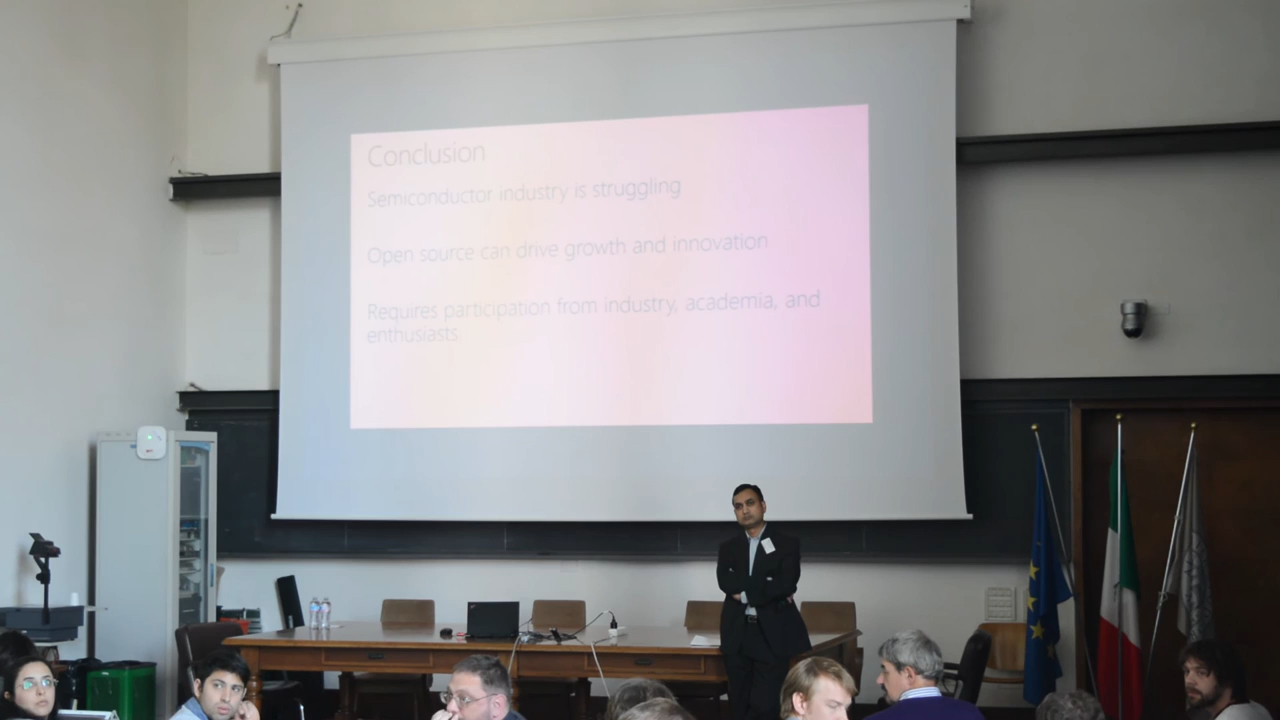 Conclusion
Semiconductor industry is struggling
Open source can drive growth and innovation
Requires participation from industry, academia, and
enthusiasts